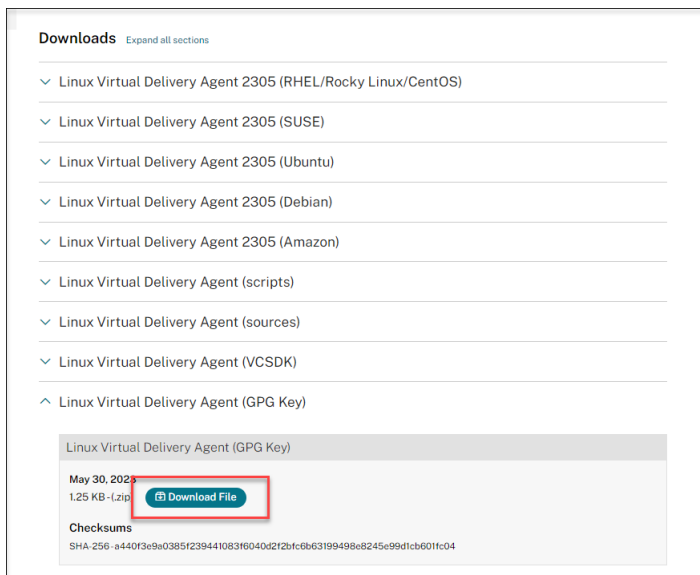 Downloads Expand all sections
Linux Virtual Delivery Agent 2305 (RHEL/Rocky Linux/CentOS)
Linux Virtual Delivery Agent 2305 (SUSE)
Linux Virtual Delivery Agent 2305 (Ubuntu)
Linux Virtual Delivery Agent 2305 (Debian)
Linux Virtual Delivery Agent 2305 (Amazon)
Linux Virtual Delivery Agent (scripts)
Linux Virtual Delivery Agent (sources)
Linux Virtual Delivery Agent (VCSDK)
Linux Virtual Delivery Agent (GPG Key)
Linux Virtual Delivery Agent (GPG Key)
May 30, 2023
1.25 KB - (.zip) Download File
Checksums
SHA-256 - a440f3e9a0385f239441083f6040d2f2bfc6b63199498e8245e99d1cb601fc04